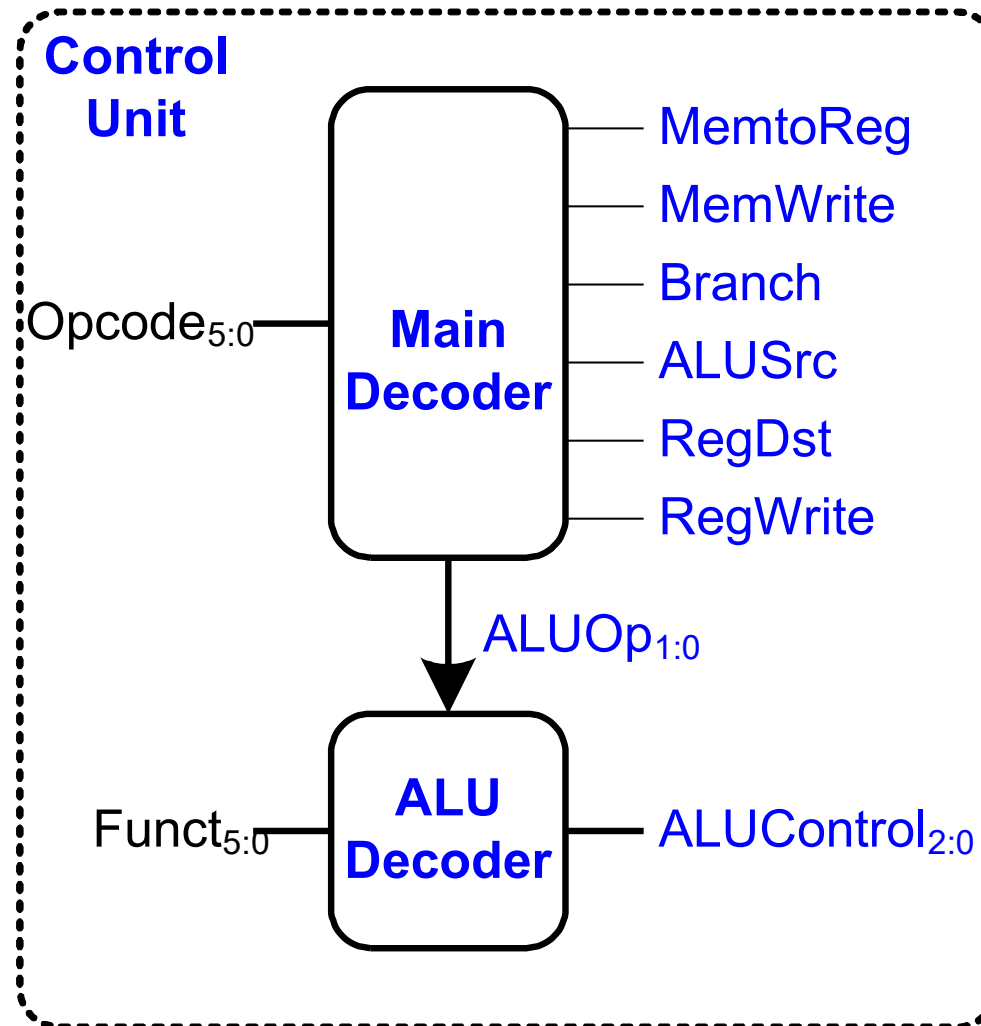 Control
Unit
MemtoReg
MemWrite
Branch
ALUSrc
RegDst
RegWrite
Opcode5:0
Main
Decoder
ALUOp1:0
ALU
Decoder
Funct5:0
ALUControl2:0